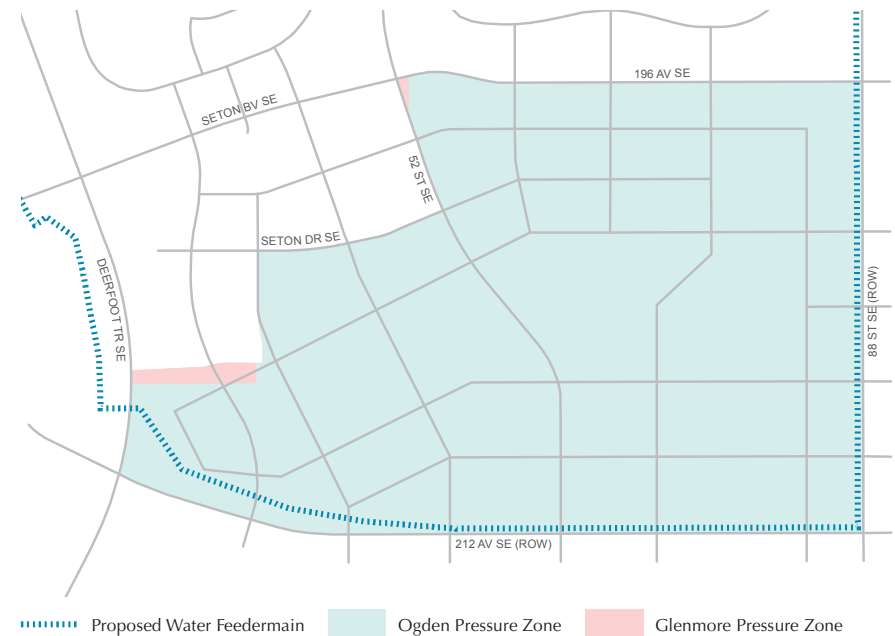 196 AV SE
SETON BV SE
52 ST SE
SETON DR SE
DEERFOOT TR SE
88 ST SE (ROW)
212 AV SE (ROW)
Proposed Water Feedermain
Ogden Pressure Zone
Glenmore Pressure Zone